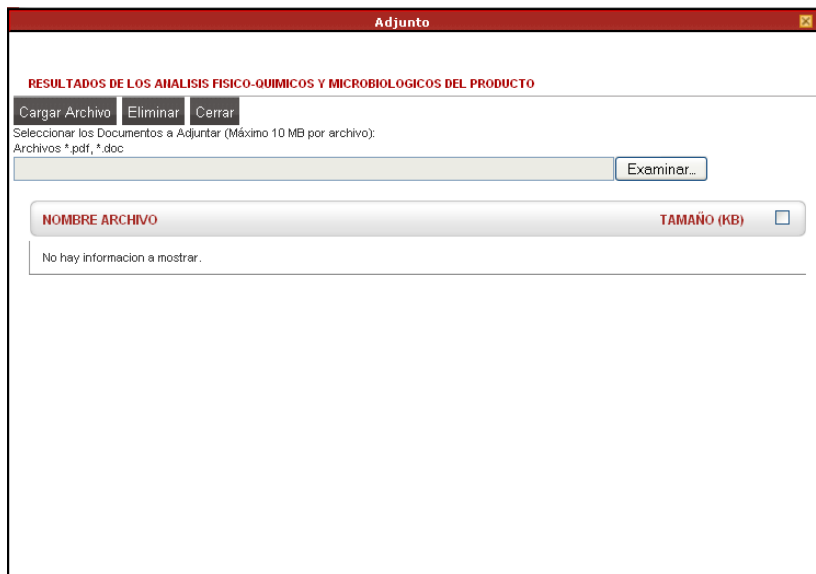 Adjunto
RESULTADOS DE LOS ANALISIS FISICO-QUIMICOS Y MICROBIOLOGICOS DEL PRODUCTO
Cargar Archivo Eliminar Cerrar
Seleccionar los Documentos a Adjuntar (Máximo 10 MB por archivo):
Archivos *.pdf, *.doc
Examinar...
NOMBRE ARCHIVO TAMAÑO (KB)
No hay informacion a mostrar.